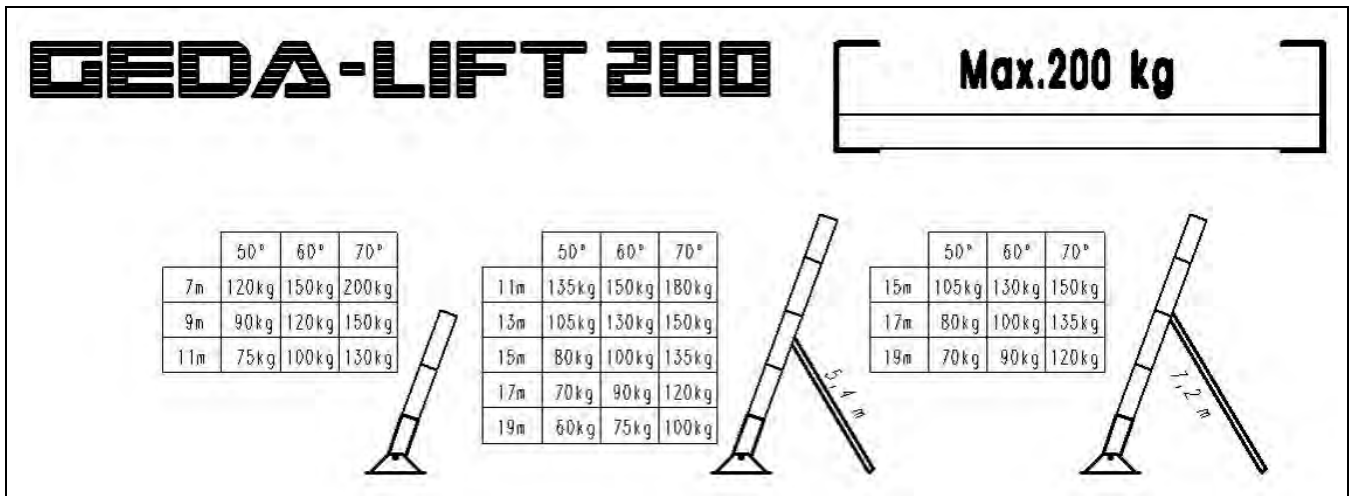 GEDA-LIFT 200
Max.200 kg
50° 60° 70°
7m 120kg 150kg 200kg
9m 90kg 120kg 150kg
11m 75kg 100kg 130kg
50° 60° 70°
11m 135kg 150kg 180kg
13m 105kg 130kg 150kg
15m 80kg 100kg 135kg
17m 70kg 90kg 120kg
19m 60kg 75kg 100kg
5,4 m
50° 60° 70°
15m 105kg 130kg 150kg
17m 80kg 100kg 135kg
19m 70kg 90kg 120kg
7,2 m